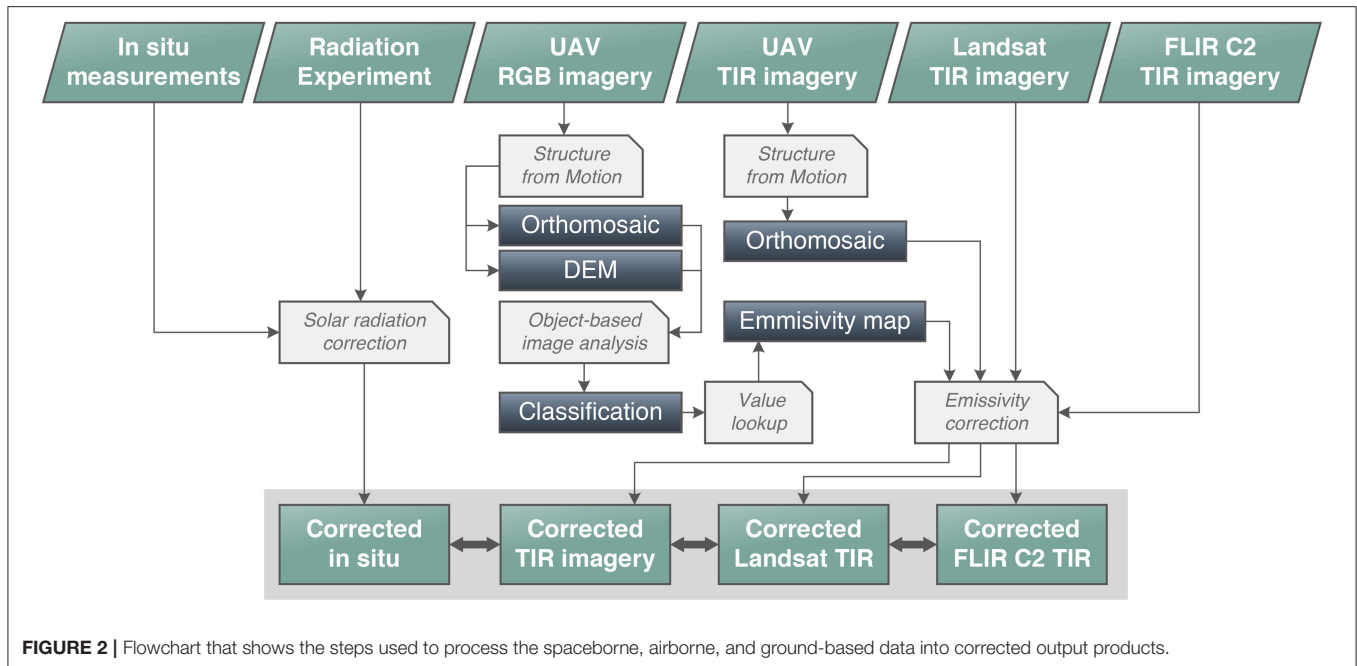 In situ
measurements
Radiation
Experiment
UAV
RGB imagery
UAV
TIR imagery
Landsat
TIR imagery
FLIR C2
TIR imagery
Structure
from Motion
Structure
from Motion
Orthomosaic
DEM
Orthomosaic
Solar radiation
correction
Object-based
image analysis
Emmisivity map
Classification
Value
lookup
Emissivity
correction
Corrected
in situ
Corrected
TIR imagery
Corrected
Landsat TIR
Corrected
FLIR C2 TIR
FIGURE 2 | Flowchart that shows the steps used to process the spaceborne, airborne, and ground-based data into corrected output products.